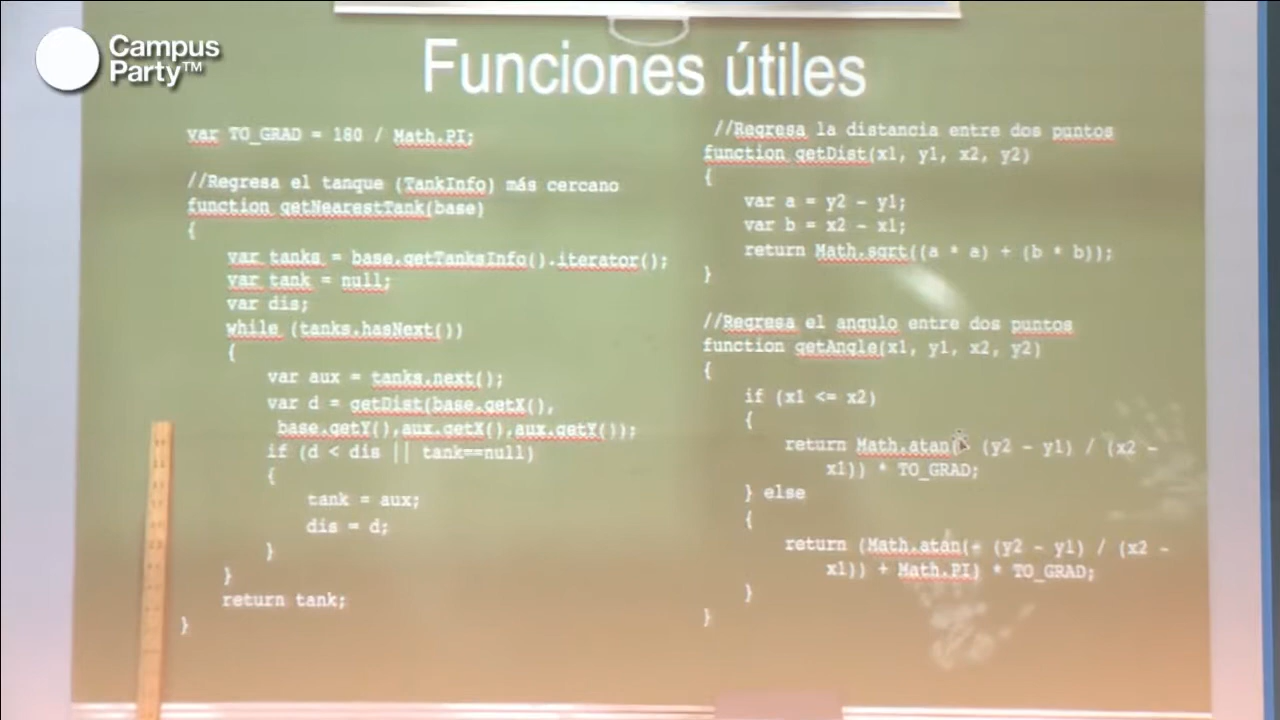 Campus
Party™
Funciones útiles
var TO_GRAD = 180 / Math.PI;
//Regresa el tanque (TankInfo) más cercano
function getNearestTank(base)
{
var tanks = base.getTanksInfo().iterator();
var tank = null;
var dis;
while (tanks.hasNext())
{
var aux = tanks.next();
var d = getDist(base.getX(),
base.getY(),aux.getX(),aux.getY());
if (d < dis || tank==null)
{
tank = aux;
dis = d;
}
}
return tank;
}
//Regresa la distancia entre dos puntos
function getDist(x1, y1, x2, y2)
{
var a = y2 - y1;
var b = x2 - x1;
return Math.sqrt((a * a) + (b * b));
}
//Regresa el angulo entre dos puntos
function getAngle(x1, y1, x2, y2)
{
if (x1 <= x2)
{
return Math.atan( (y2 - y1) / (x2 -
x1)) * TO_GRAD;
} else
{
return (Math.atan(- (y2 - y1) / (x2 -
x1)) + Math.PI) * TO_GRAD;
}
}